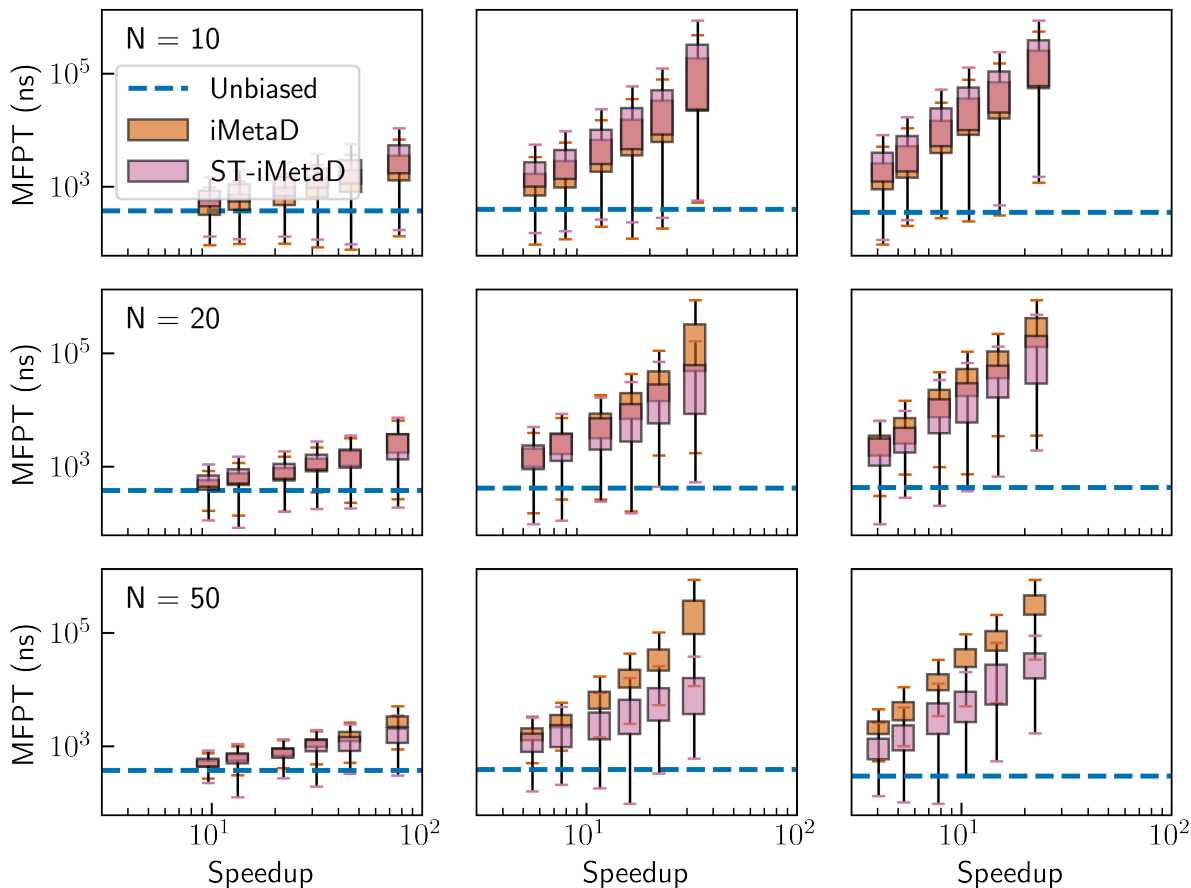 N = 10
Unbiased
iMetaD
ST-iMetaD
MFPT (ns)
10^5
10^3
N = 20
MFPT (ns)
10^5
10^3
N = 50
MFPT (ns)
10^5
10^3
10^1 10^2 10^1 10^2 10^1 10^2
Speedup Speedup Speedup